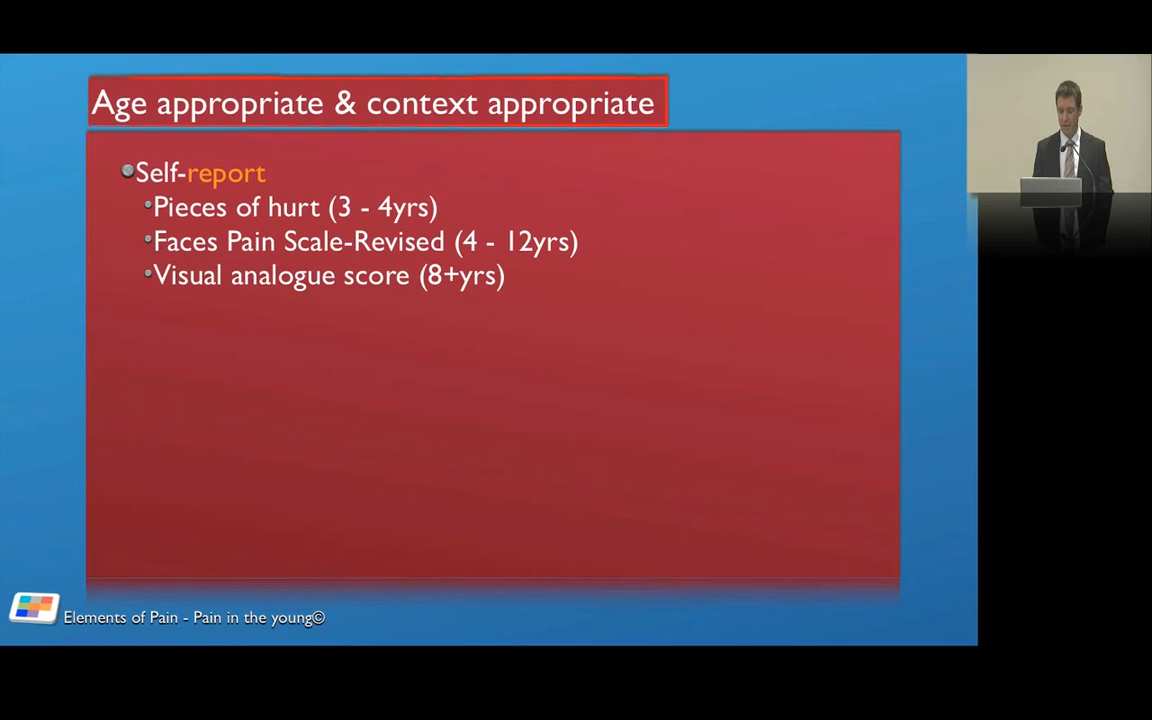 Age appropriate & context appropriate
Self-report
Pieces of hurt (3 - 4yrs)
Faces Pain Scale-Revised (4 - 12yrs)
Visual analogue score (8+yrs)
Elements of Pain - Pain in the young©